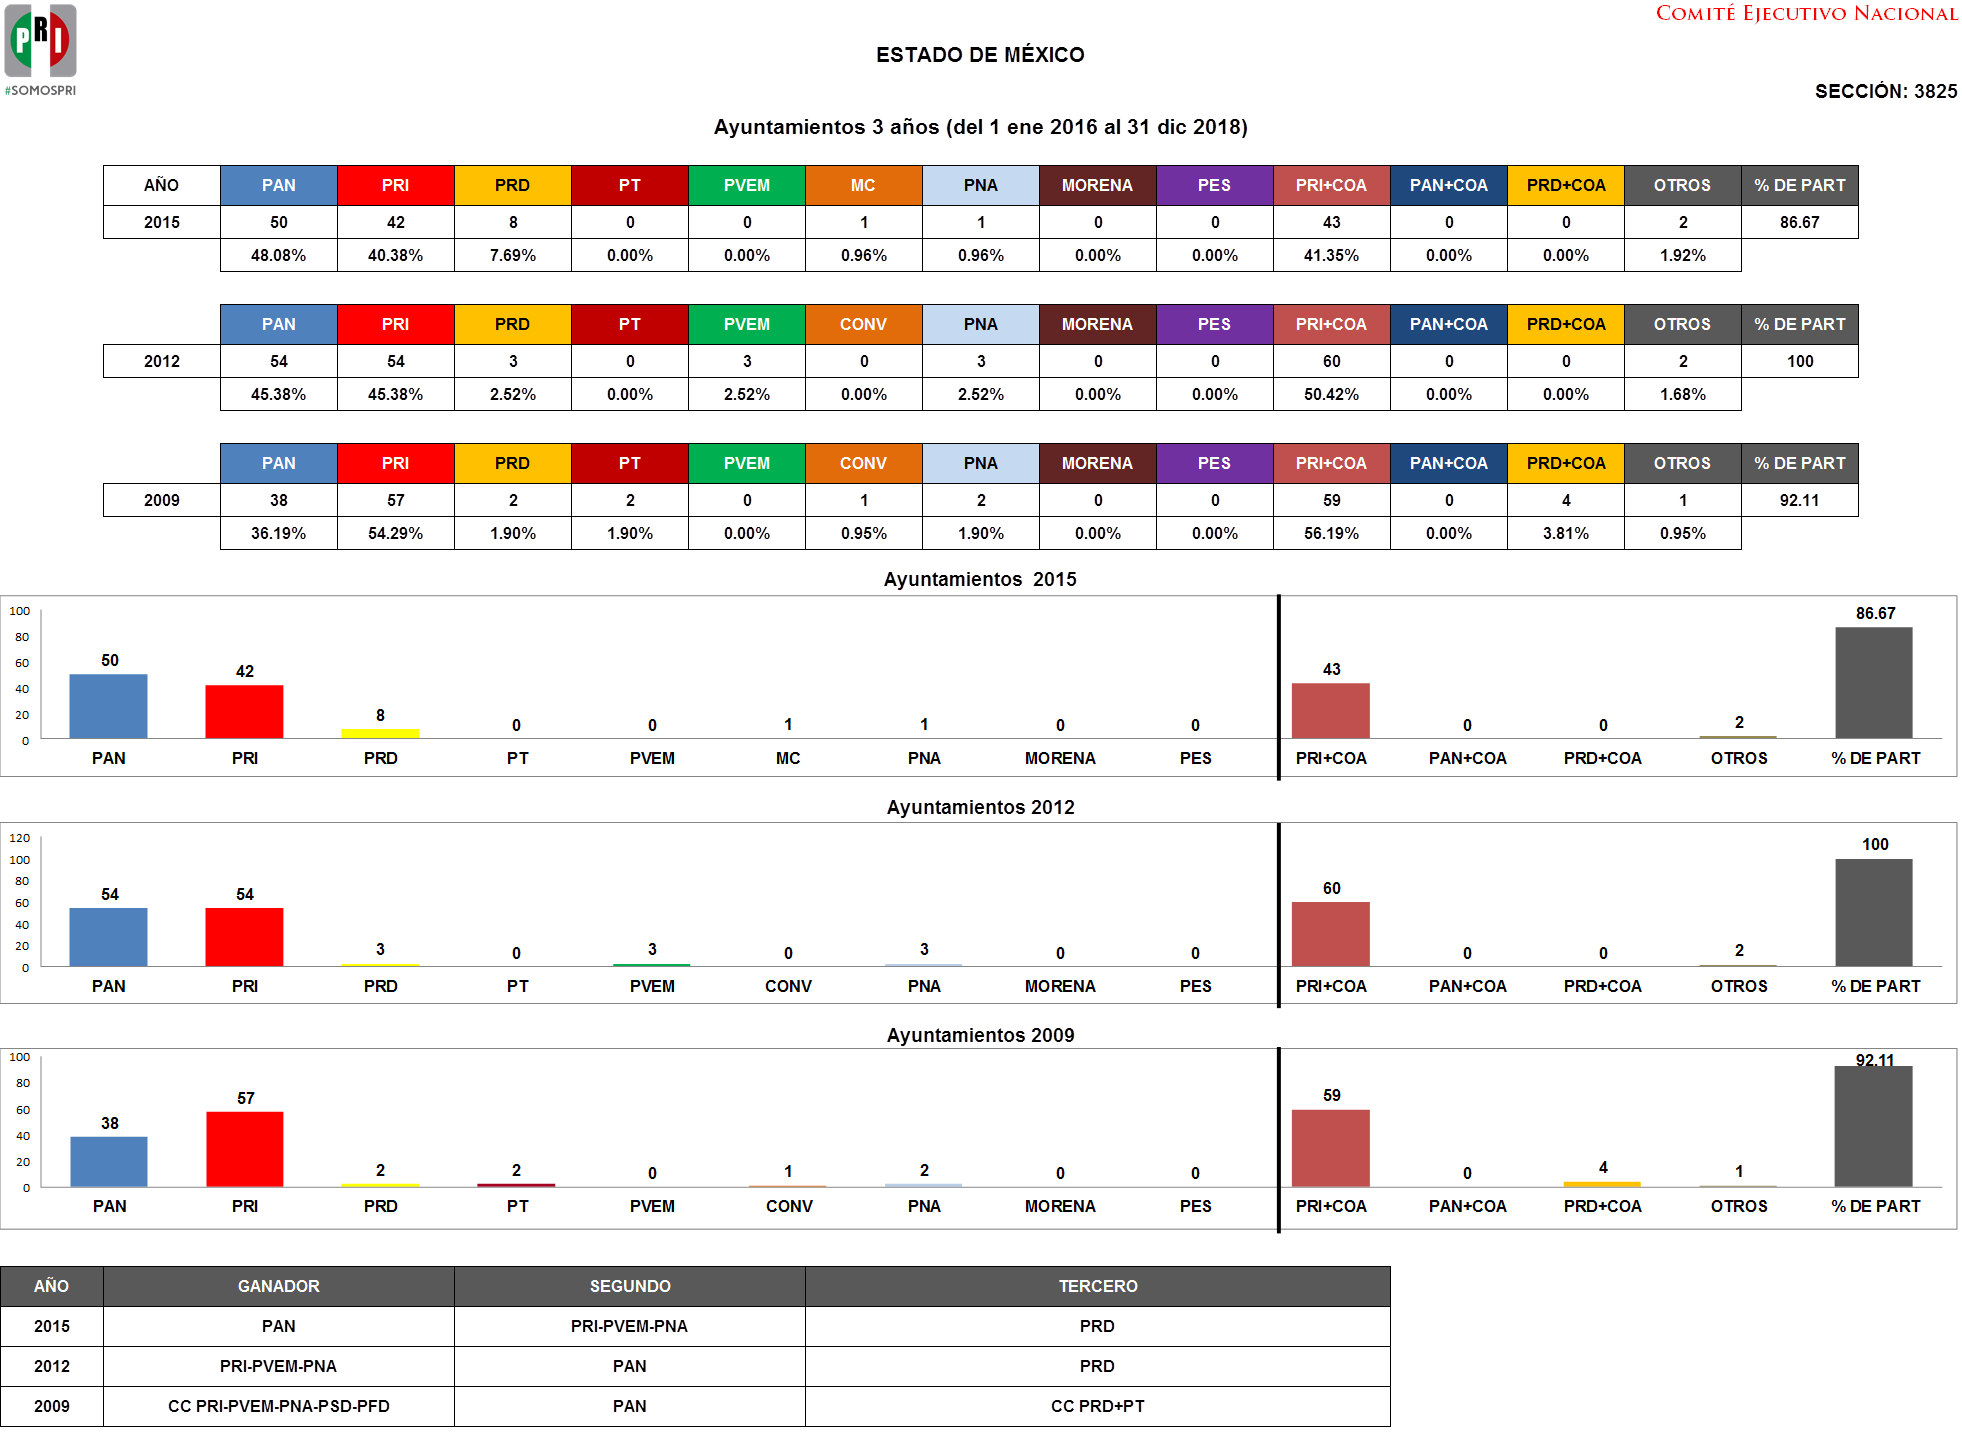 PRI
#SOMOSPRI
COMITÉ EJECUTIVO NACIONAL
ESTADO DE MÉXICO
SECCIÓN: 3825
Ayuntamientos 3 años (del 1 ene 2016 al 31 dic 2018)
AÑO PAN PRI PRD PT PVEM MC PNA MORENA PES PRI+COA PAN+COA PRD+COA OTROS % DE PART
2015 50 42 8 0 0 1 1 0 0 43 0 0 2 86.67
48.08% 40.38% 7.69% 0.00% 0.00% 0.96% 0.96% 0.00% 0.00% 41.35% 0.00% 0.00% 1.92%
PAN PRI PRD PT PVEM CONV PNA MORENA PES PRI+COA PAN+COA PRD+COA OTROS % DE PART
2012 54 54 3 0 3 0 3 0 0 60 0 0 2 100
45.38% 45.38% 2.52% 0.00% 2.52% 0.00% 2.52% 0.00% 0.00% 50.42% 0.00% 0.00% 1.68%
PAN PRI PRD PT PVEM CONV PNA MORENA PES PRI+COA PAN+COA PRD+COA OTROS % DE PART
2009 38 57 2 2 0 1 2 0 0 59 0 4 1 92.11
36.19% 54.29% 1.90% 1.90% 0.00% 0.95% 1.90% 0.00% 0.00% 56.19% 0.00% 3.81% 0.95%
Ayuntamientos 2015
100
80
60
40
20
0
50 42 8 0 0 1 1 0 0 43 0 0 2 86.67
PAN PRI PRD PT PVEM MC PNA MORENA PES PRI+COA PAN+COA PRD+COA OTROS % DE PART
Ayuntamientos 2012
120
100
80
60
40
20
0
54 54 3 0 3 0 3 0 0 60 0 0 2 100
PAN PRI PRD PT PVEM CONV PNA MORENA PES PRI+COA PAN+COA PRD+COA OTROS % DE PART
Ayuntamientos 2009
100
80
60
40
20
0
38 57 2 2 0 1 2 0 0 59 0 4 1 92.11
PAN PRI PRD PT PVEM CONV PNA MORENA PES PRI+COA PAN+COA PRD+COA OTROS % DE PART
AÑO GANADOR SEGUNDO TERCERO
2015 PAN PRI-PVEM-PNA PRD
2012 PRI-PVEM-PNA PAN PRD
2009 CC PRI-PVEM-PNA-PSD-PFD PAN CC PRD+PT